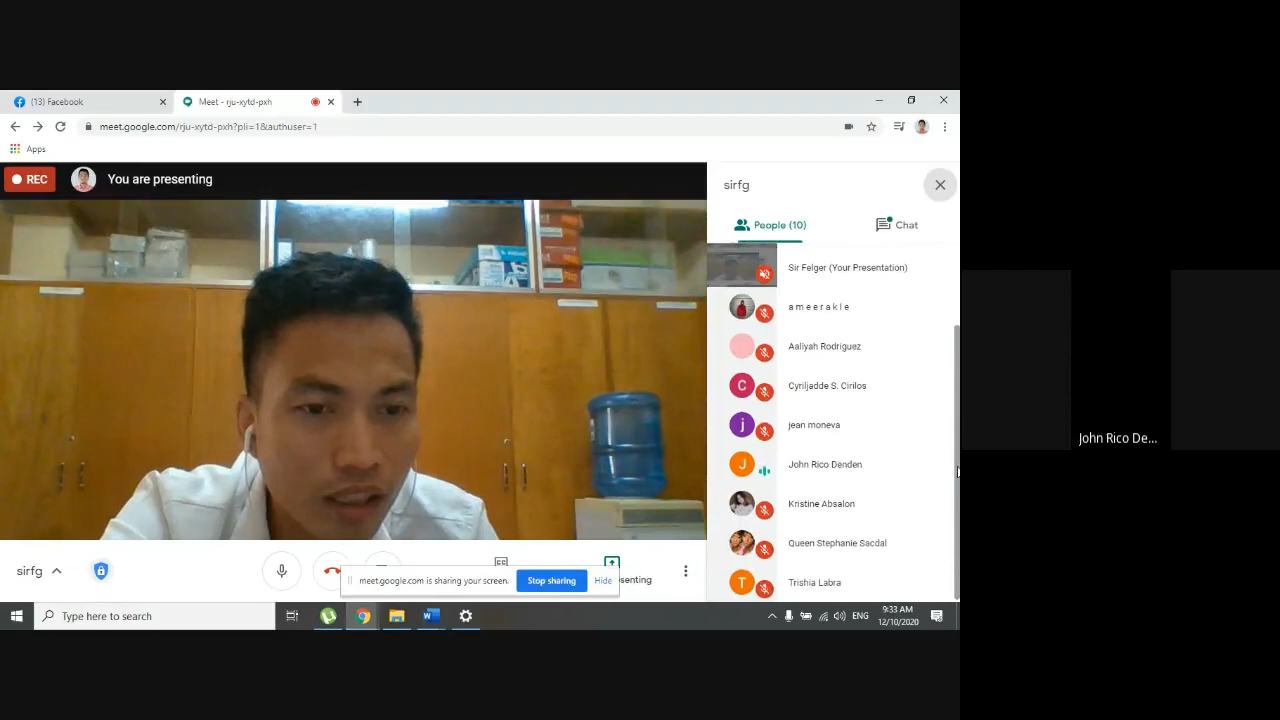 (13) Facebook
Meet - rju-xytd-pxh
meet.google.com/rju-xytd-pxh?pli=1&authuser=1
Apps
REC
You are presenting
sirfg
People (10)
Chat
Sir Felger (Your Presentation)
a m e e r a k l e
Aaliyah Rodriguez
C
Cyriljadde S. Cirilos
j
jean moneva
J
John Rico Denden
Kristine Absalon
Queen Stephanie Sacdal
T
Trishia Labra
John Rico De...
sirfg
meet.google.com is sharing your screen.
Stop sharing
Hide
Type here to search
ENG
9:33 AM
12/10/2020